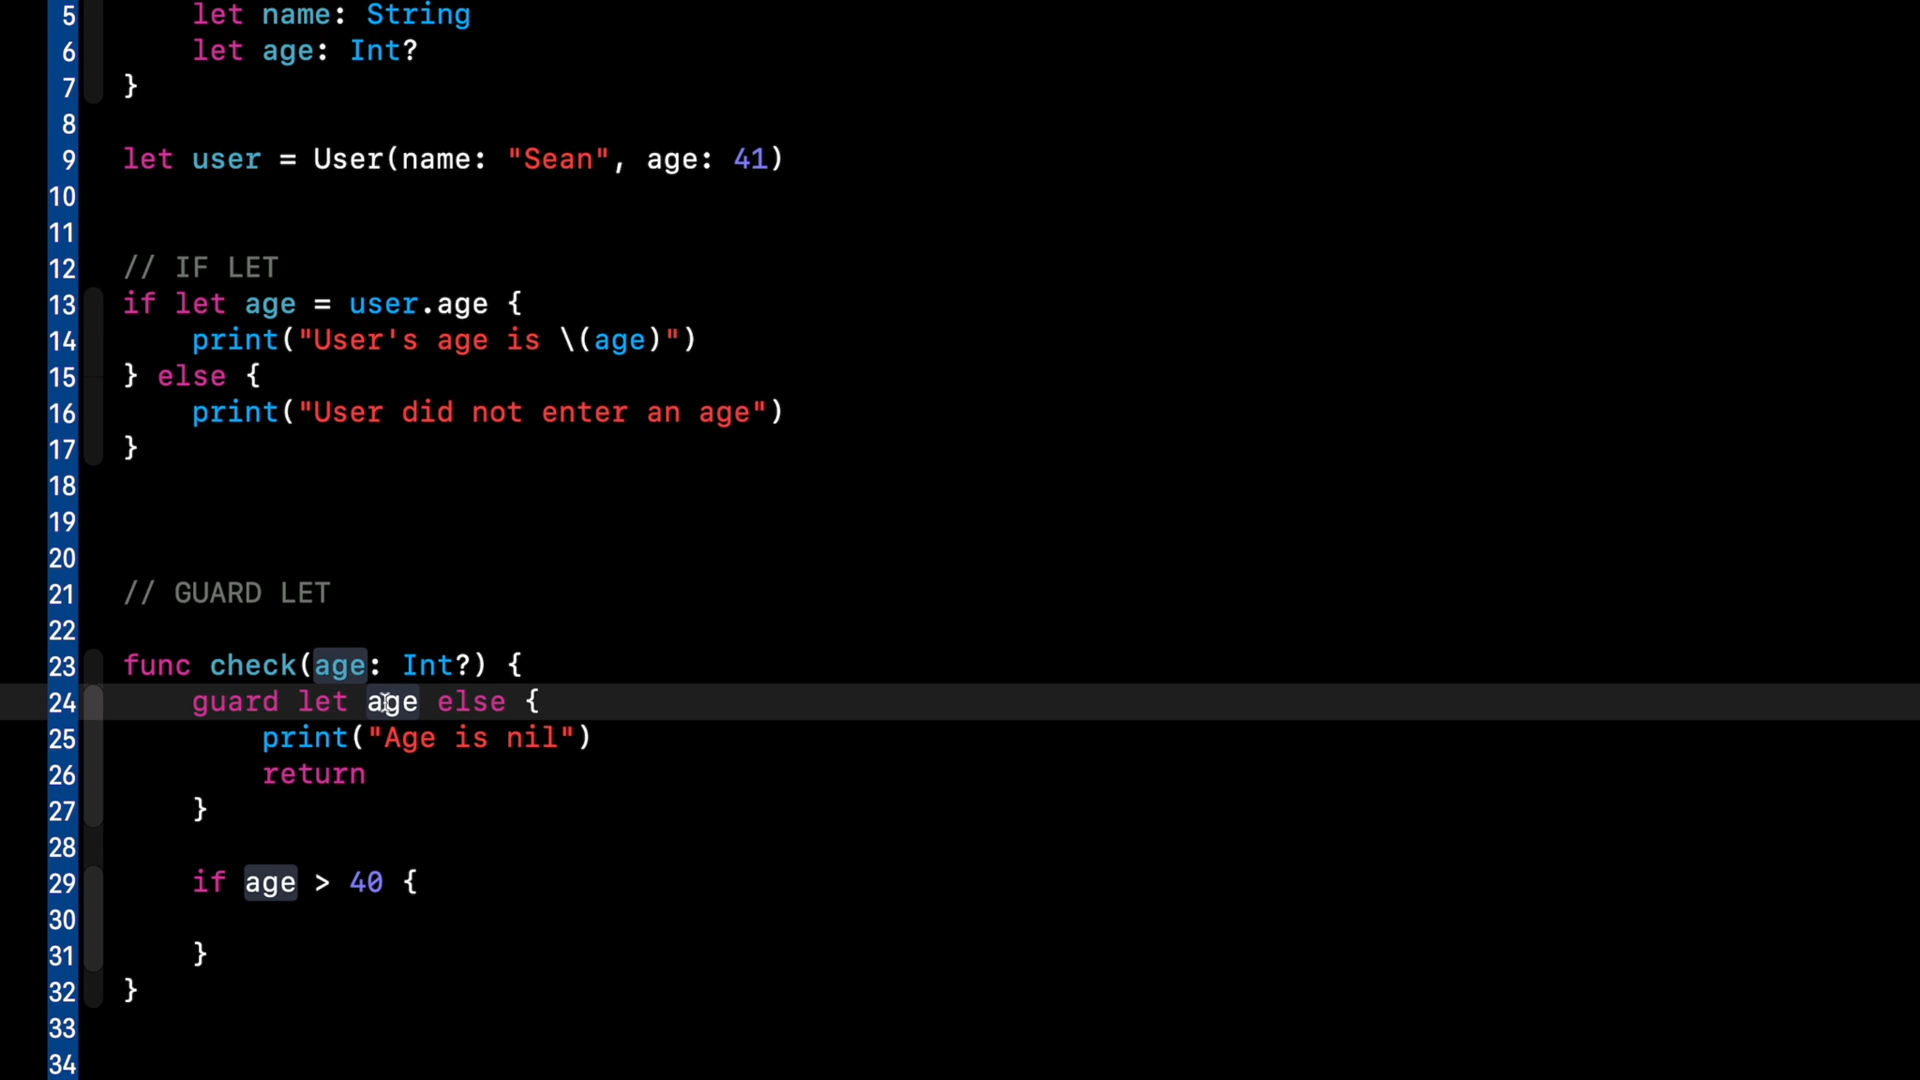 5 let name: String
6 let age: Int?
7 }
8
9 let user = User(name: "Sean", age: 41)
10
11
12 // IF LET
13 if let age = user.age {
14 print("User's age is \(age)")
15 } else {
16 print("User did not enter an age")
17 }
18
19
20
21 // GUARD LET
22
23 func check(age: Int?) {
24 guard let age else {
25 print("Age is nil")
26 return
27 }
28
29 if age > 40 {
30
31 }
32 }
33
34